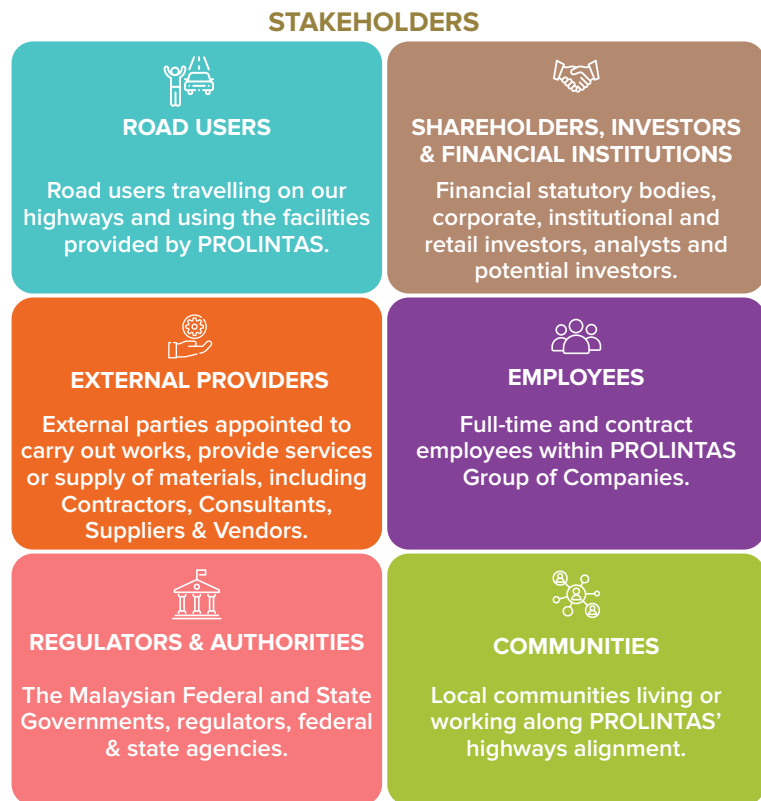 STAKEHOLDERS
ROAD USERS
Road users travelling on our
highways and using the facilities
provided by PROLINTAS.
SHAREHOLDERS, INVESTORS
& FINANCIAL INSTITUTIONS
Financial statutory bodies,
corporate, institutional and
retail investors, analysts and
potential investors.
EXTERNAL PROVIDERS
External parties appointed to
carry out works, provide services
or supply of materials, including
Contractors, Consultants,
Suppliers & Vendors.
EMPLOYEES
Full-time and contract
employees within PROLINTAS
Group of Companies.
REGULATORS & AUTHORITIES
The Malaysian Federal and State
Governments, regulators, federal
& state agencies.
COMMUNITIES
Local communities living or
working along PROLINTAS’
highways alignment.